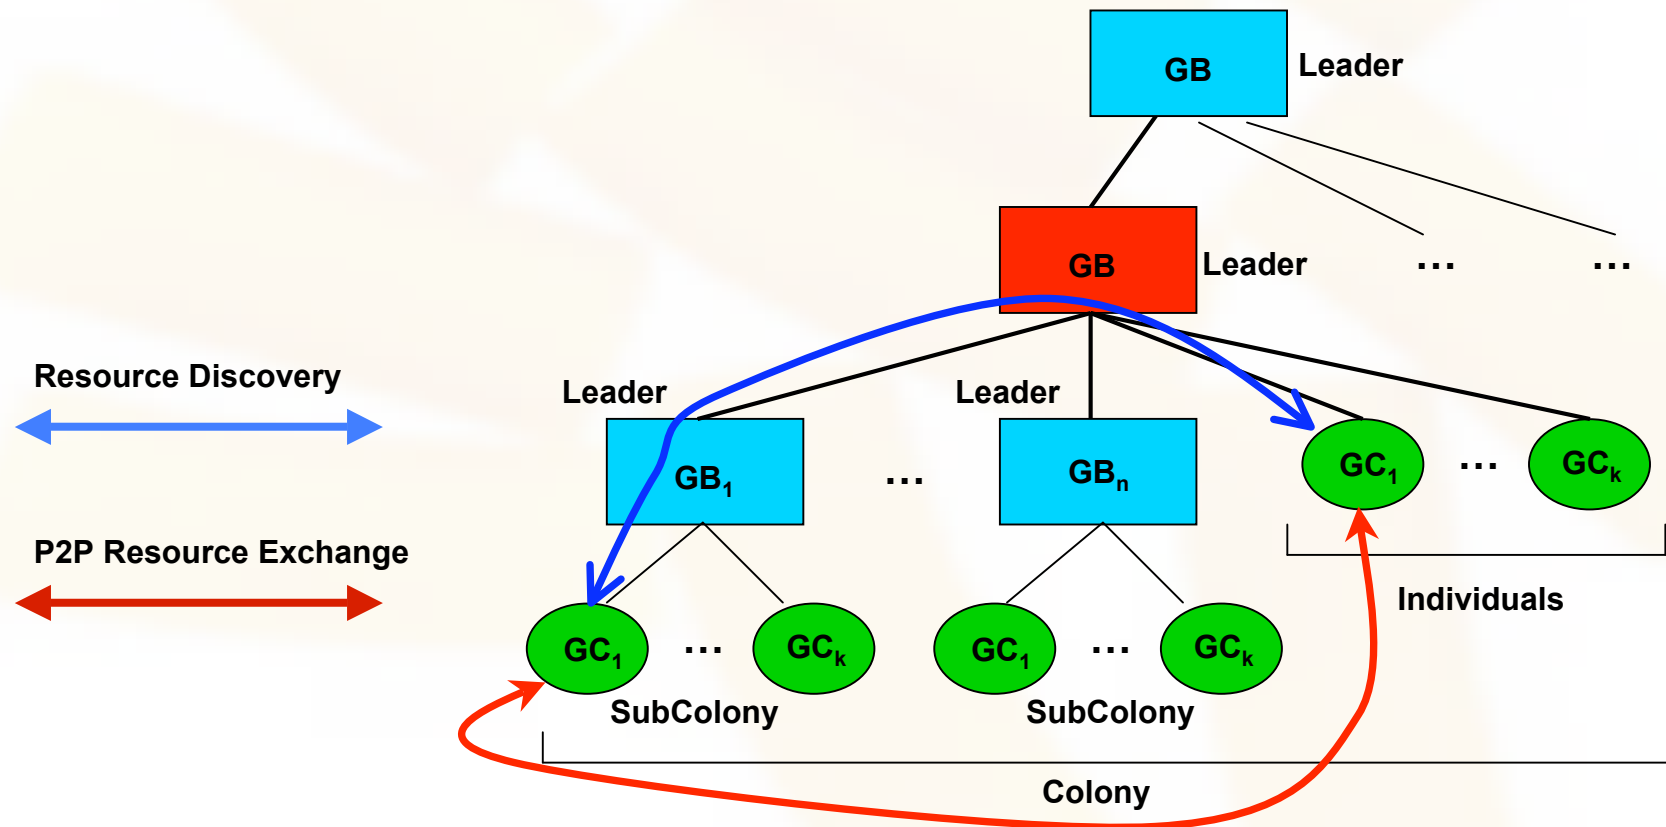 GB Leader
GB Leader … …
Resource Discovery
Leader Leader
GB1 … GBn GC1 … GCk
P2P Resource Exchange
Individuals
GC1 … GCk GC1 … GCk
SubColony SubColony
Colony